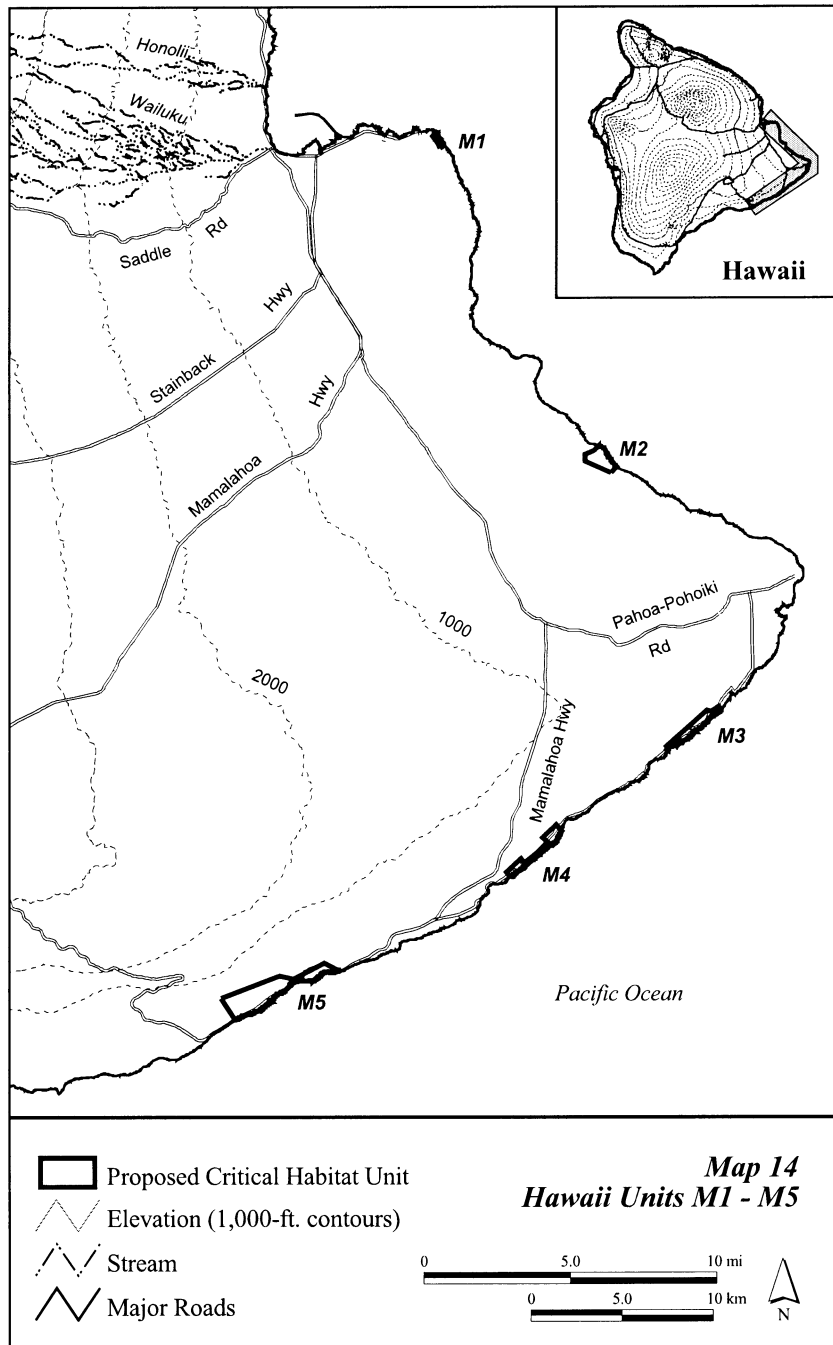 Honolii
Wailuku
M1
Saddle
Rd
Hawaii
Hwy
Stainback
Hwy
Mamalahoa
M2
Pahoa-Pohoiki
Rd
1000
2000
Mamalahoa Hwy
M3
M4
M5
Pacific Ocean
Proposed Critical Habitat Unit
Elevation (1,000-ft. contours)
Stream
Major Roads
Map 14
Hawaii Units M1 - M5
0 5.0 10 mi
0 5.0 10 km
N